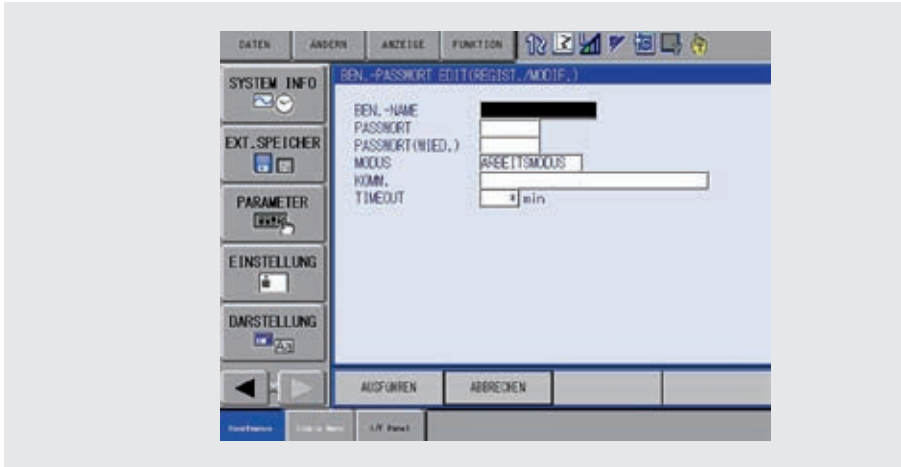 DATEN ÄNDERN ANZEIGE FUNKTION
SYSTEM INFO
EXT.SPEICHER
PARAMETER
EINSTELLUNG
DARSTELLUNG
BEN.-PASSWORT EDIT(REGIST./MODIF.)
BEN.-NAME
PASSWORT
PASSWORT(WIED.)
MODUS ARBEITSMODUS
KOMM.
TIMEOUT * min
AUSFÜHREN ABBRECHEN